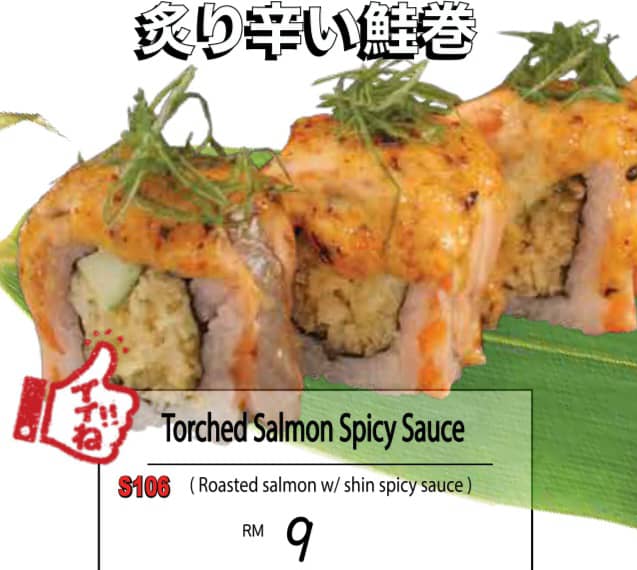 炙り辛い鮭巻
イイね!!
Torched Salmon Spicy Sauce
S106 ( Roasted salmon w/ shin spicy sauce )
RM 9